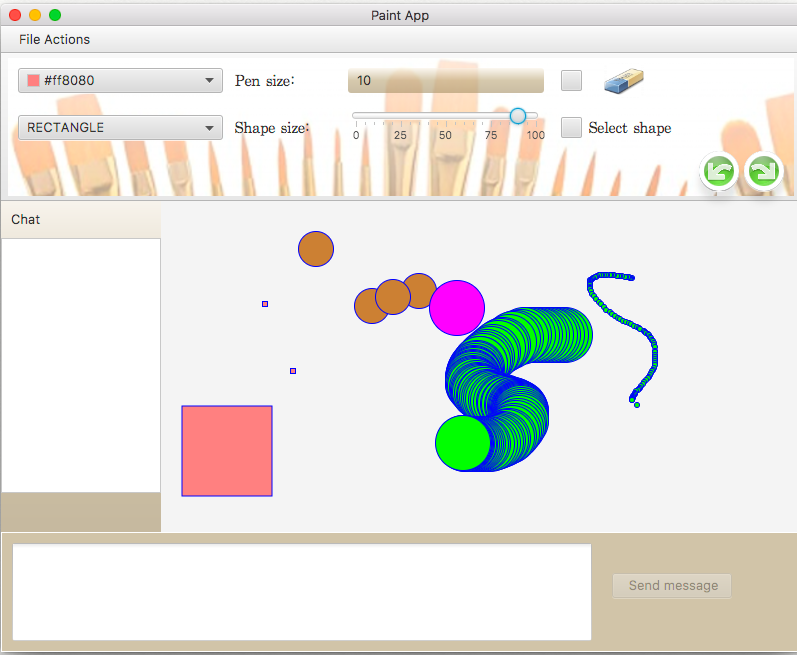 Paint App
File Actions
#ff8080
Pen size:
10
RECTANGLE
Shape size:
0 25 50 75 100
Select shape
Chat
Send message